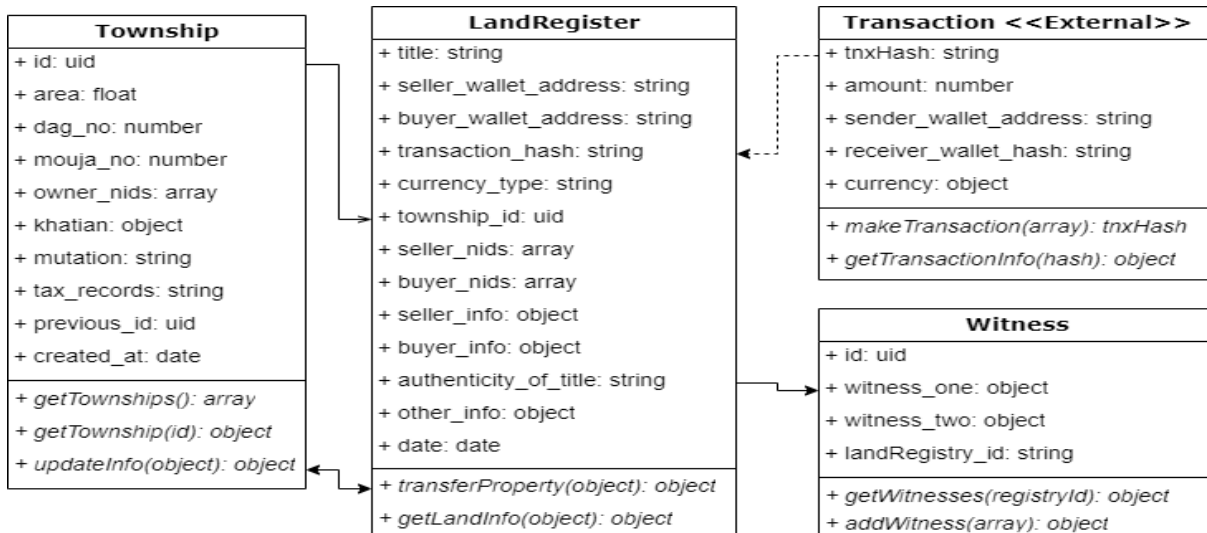 Township
+ id: uid
+ area: float
+ dag_no: number
+ mouja_no: number
+ owner_nids: array
+ khatian: object
+ mutation: string
+ tax_records: string
+ previous_id: uid
+ created_at: date
+ getTownships(): array
+ getTownship(id): object
+ updateInfo(object): object
LandRegister
+ title: string
+ seller_wallet_address: string
+ buyer_wallet_address: string
+ transaction_hash: string
+ currency_type: string
+ township_id: uid
+ seller_nids: array
+ buyer_nids: array
+ seller_info: object
+ buyer_info: object
+ authenticity_of_title: string
+ other_info: object
+ date: date
+ transferProperty(object): object
+ getLandInfo(object): object
Transaction <<External>>
+ tnxHash: string
+ amount: number
+ sender_wallet_address: string
+ receiver_wallet_hash: string
+ currency: object
+ makeTransaction(array): tnxHash
+ getTransactionInfo(hash): object
Witness
+ id: uid
+ witness_one: object
+ witness_two: object
+ landRegistry_id: string
+ getWitnesses(registryId): object
+ addWitness(array): object